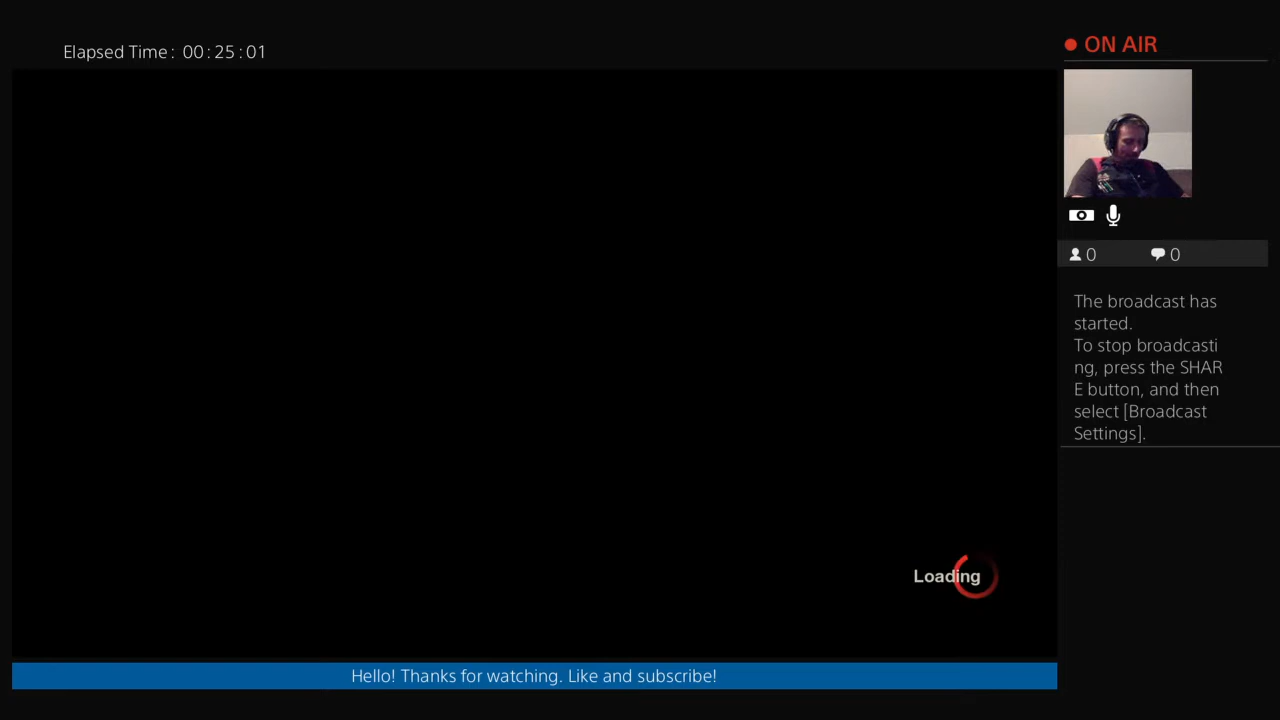 Elapsed Time: 00:25:01
ON AIR
0
0
The broadcast has
started.
To stop broadcasti
ng, press the SHAR
E button, and then
select [Broadcast
Settings].
Loading
Hello! Thanks for watching. Like and subscribe!